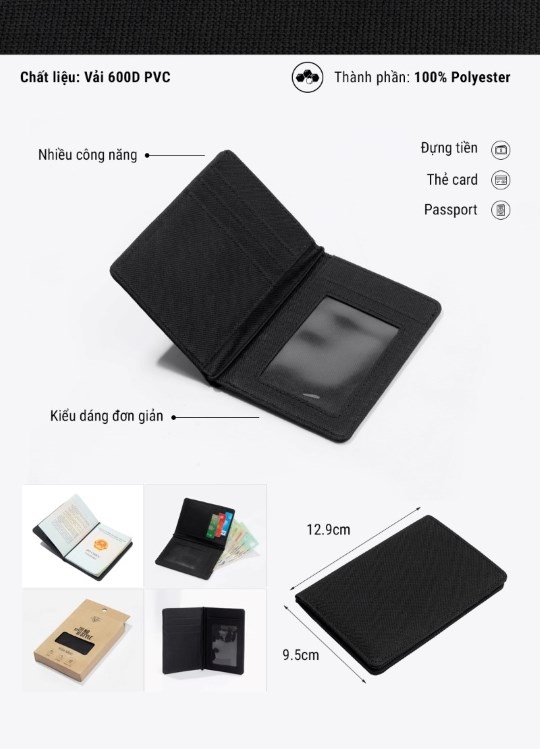 Chất liệu: Vải 600D PVC
Thành phần: 100% Polyester
Nhiều công năng
Đựng tiền
Thẻ card
Passport
Kiểu dáng đơn giản
12.9cm
9.5cm